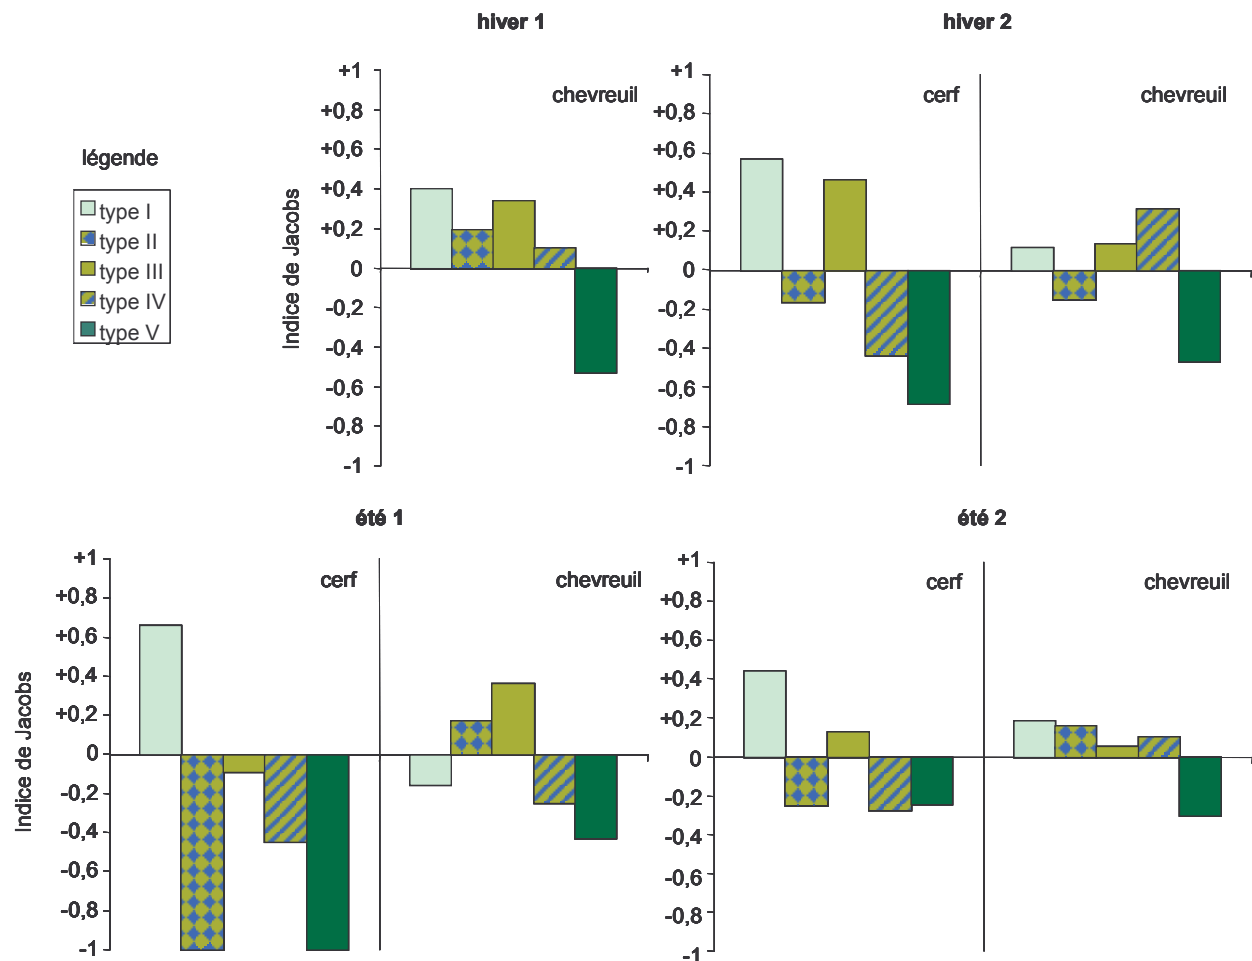 hiver 1
hiver 2
légende
type I
type II
type III
type IV
type V
Indice de Jacobs
+1
+0,8
+0,6
+0,4
+0,2
0
-0,2
-0,4
-0,6
-0,8
-1
chevreuil
+1
+0,8
+0,6
+0,4
+0,2
0
-0,2
-0,4
-0,6
-0,8
-1
cerf
chevreuil
été 1
été 2
Indice de Jacobs
+1
+0,8
+0,6
+0,4
+0,2
0
-0,2
-0,4
-0,6
-0,8
-1
cerf
chevreuil
+1
+0,8
+0,6
+0,4
+0,2
0
-0,2
-0,4
-0,6
-0,8
-1
cerf
chevreuil